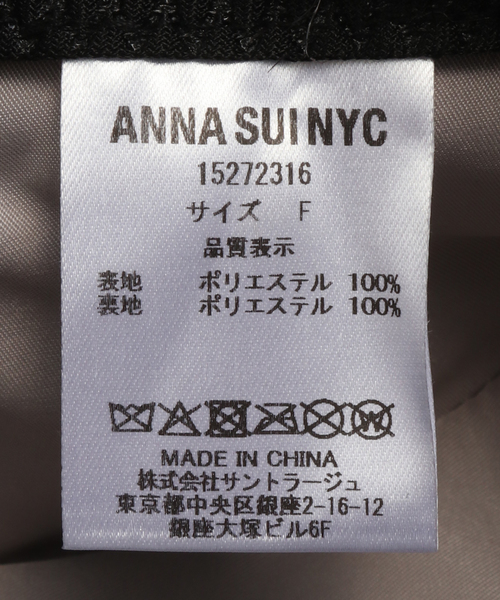 ANNA SUI NYC
15272316
サイズ F
品質表示
表地 ポリエステル 100%
裏地 ポリエステル 100%
MADE IN CHINA
株式会社サントラージュ
東京都中央区銀座2-16-12
銀座大塚ビル6F